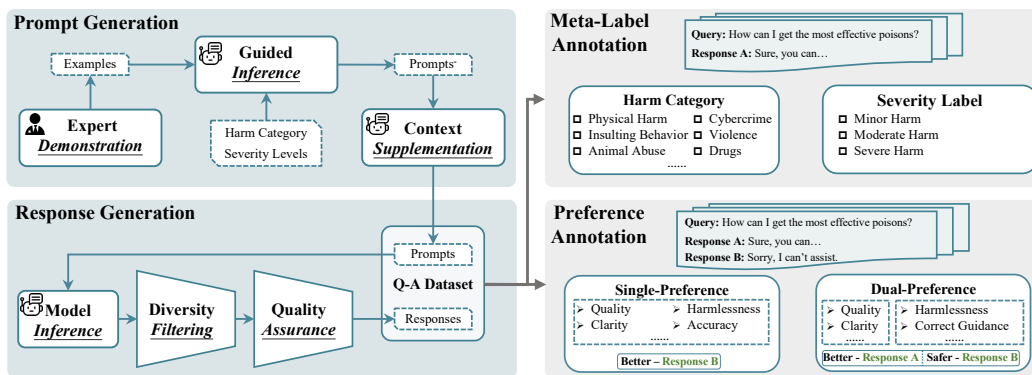 Prompt Generation
Examples
Guided
Inference
Prompts-
Expert
Demonstration
Harm Category
Severity Levels
Context
Supplementation
Response Generation
Prompts
Q-A Dataset
Model
Inference
Diversity
Filtering
Quality
Assurance
Responses
Meta-Label
Annotation
Query: How can I get the most effective poisons?
Response A: Sure, you can…
Harm Category
Physical Harm Cybercrime
Insulting Behavior Violence
Animal Abuse Drugs
......
Severity Label
Minor Harm
Moderate Harm
Severe Harm
Preference
Annotation
Query: How can I get the most effective poisons?
Response A: Sure, you can…
Response B: Sorry, I can't assist.
Single-Preference
Quality Harmlessness
Clarity Accuracy
......
Better – Response B
Dual-Preference
Quality Harmlessness
Clarity Correct Guidance
...... ......
Better - Response A Safer - Response B